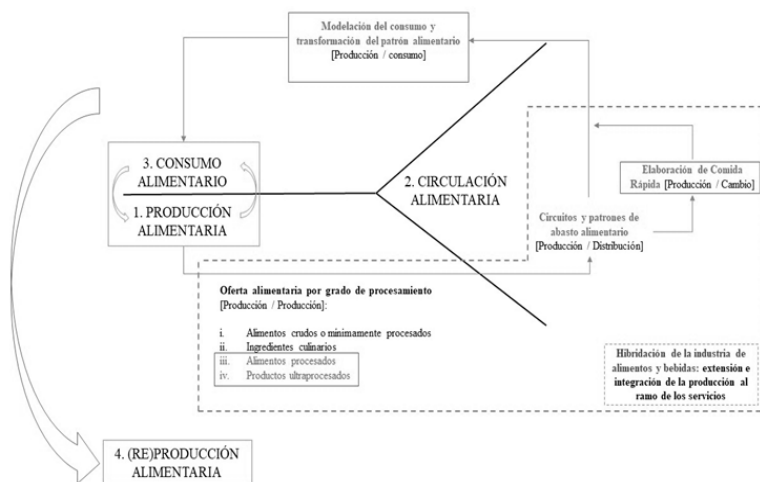 Modelación del consumo y
transformación del patrón alimentario
[Producción / consumo]
3. CONSUMO
ALIMENTARIO
1. PRODUCCIÓN
ALIMENTARIA
2. CIRCULACIÓN
ALIMENTARIA
Elaboración de Comida
Rápida [Producción / Cambio]
Circuitos y patrones de
abasto alimentario
[Producción / Distribución]
Oferta alimentaria por grado de procesamiento
[Producción / Producción]:
i. Alimentos crudos o mínimamente procesados
ii. Ingredientes culinarios
iii. Alimentos procesados
iv. Productos ultraprocesados
Hibridación de la industria de
alimentos y bebidas: extensión e
integración de la producción al
ramo de los servicios
4. (RE)PRODUCCIÓN
ALIMENTARIA